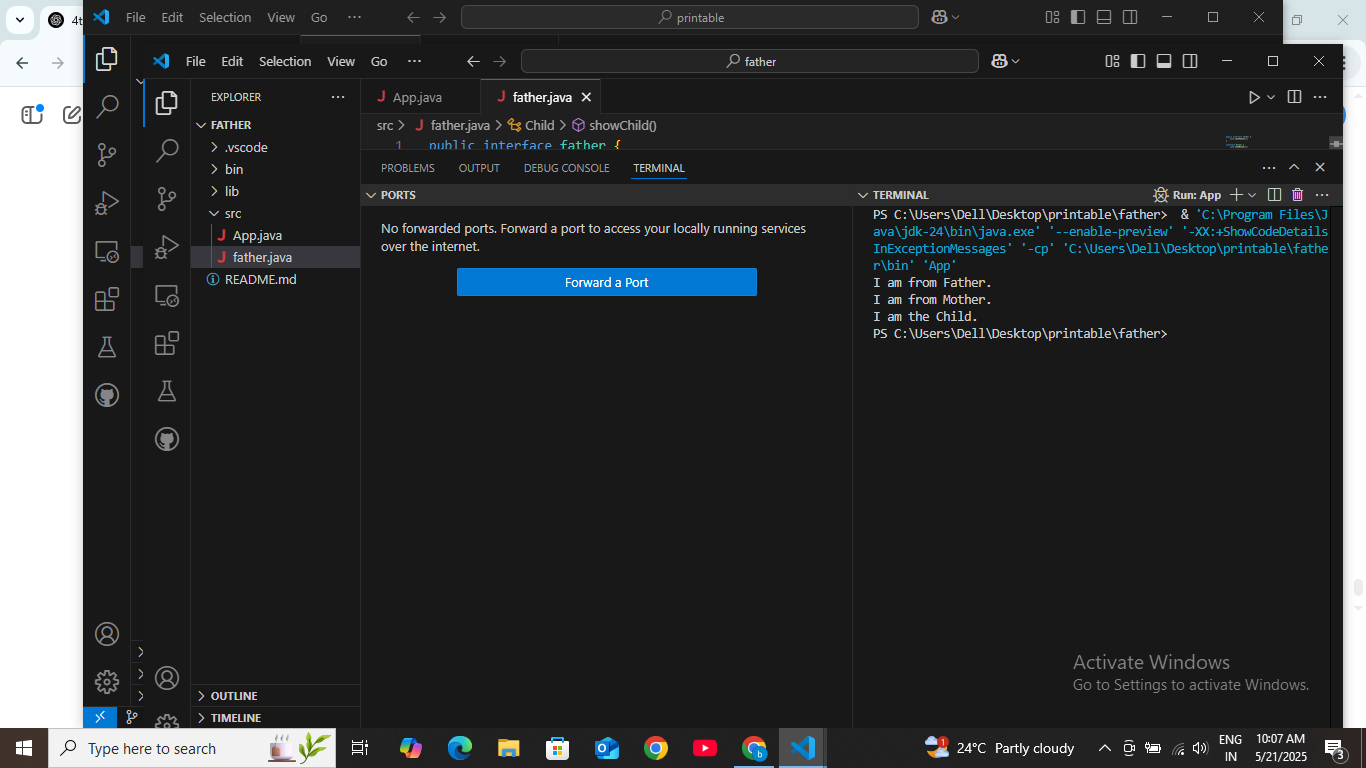 4t
File Edit Selection View Go ···
printable
File Edit Selection View Go ···
father
EXPLORER
App.java
father.java
FATHER
.vscode
bin
lib
src
App.java
father.java
README.md
src > father.java > Child > showChild()
1 public interface father {
PROBLEMS OUTPUT DEBUG CONSOLE TERMINAL
PORTS
No forwarded ports. Forward a port to access your locally running services
over the internet.
Forward a Port
TERMINAL
Run: App
PS C:\Users\Dell\Desktop\printable\father> & 'C:\Program Files\J
ava\jdk-24\bin\java.exe' '--enable-preview' '-XX:+ShowCodeDetails
InExceptionMessages' '-cp' 'C:\Users\Dell\Desktop\printable\fathe
r\bin' 'App'
I am from Father.
I am from Mother.
I am the Child.
PS C:\Users\Dell\Desktop\printable\father>
OUTLINE
TIMELINE
Activate Windows
Go to Settings to activate Windows.
Type here to search
b
1
24°C Partly cloudy
ENG
IN
10:07 AM
5/21/2025
3